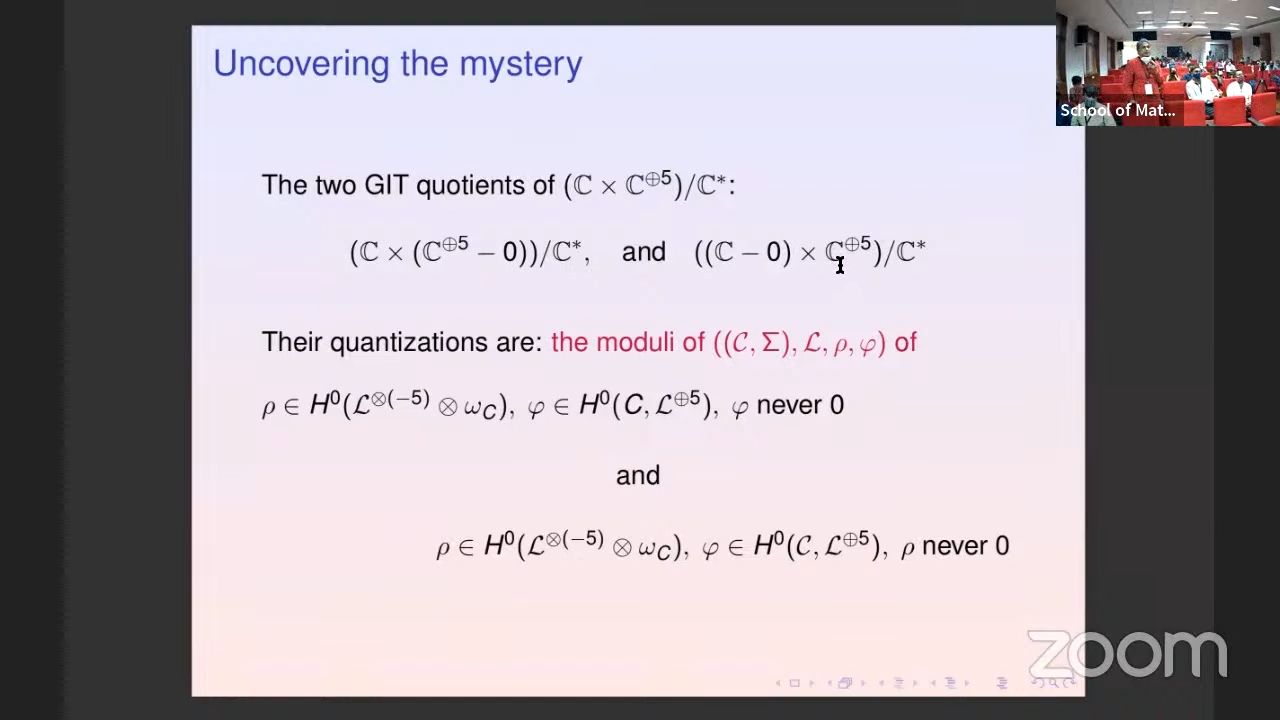 Uncovering the mystery
School of Mat...
The two GIT quotients of (ℂ × ℂ^{⊕5})/ℂ*:
(ℂ × (ℂ^{⊕5} − 0))/ℂ*, and ((ℂ − 0) × ℂ^{⊕5})/ℂ*
Their quantizations are: the moduli of ((𝒞, Σ), ℒ, ρ, φ) of
ρ ∈ H⁰(ℒ^{⊗(−5)} ⊗ ω_C), φ ∈ H⁰(C, ℒ^{⊕5}), φ never 0
and
ρ ∈ H⁰(ℒ^{⊗(−5)} ⊗ ω_C), φ ∈ H⁰(𝒞, ℒ^{⊕5}), ρ never 0
zoom